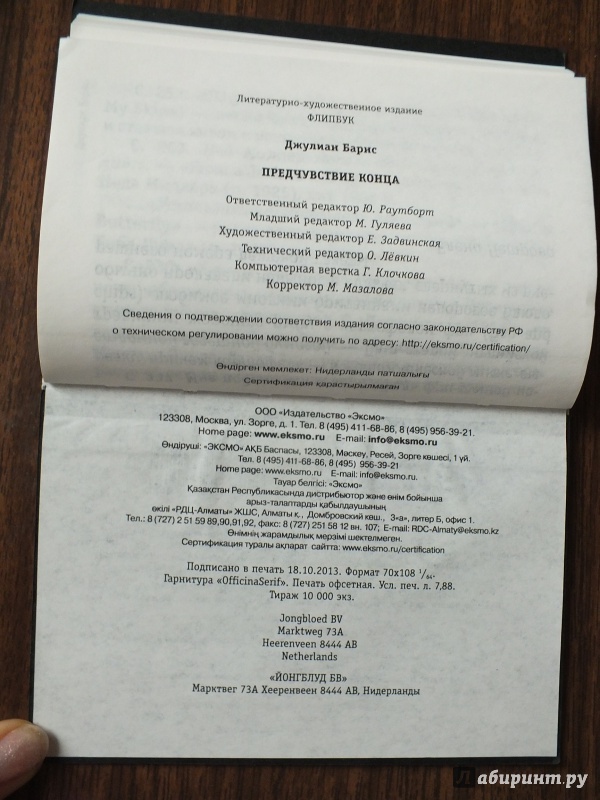 Литературно-художественное издание
ФЛИПБУК
Джулиан Барнс
ПРЕДЧУВСТВИЕ КОНЦА
Ответственный редактор Ю. Раутборт
Младший редактор М. Гуляева
Художественный редактор Е. Задвинская
Технический редактор О. Лёвкин
Компьютерная верстка Г. Клочкова
Корректор М. Мазалова
Сведения о подтверждении соответствия издания согласно законодательству РФ
о техническом регулировании можно получить по адресу: http://eksmo.ru/certification/
Өндірген мемлекет: Нидерланды патшалығы
Сертификация қарастырылмаған
ООО «Издательство «Эксмо»
123308, Москва, ул. Зорге, д. 1. Тел. 8 (495) 411-68-86, 8 (495) 956-39-21.
Home page: www.eksmo.ru E-mail: info@eksmo.ru
Өндіруші: «ЭКСМО» АҚБ Баспасы, 123308, Мәскеу, Ресей, Зорге көшесі, 1 үй.
Тел. 8 (495) 411-68-86, 8 (495) 956-39-21
Home page: www.eksmo.ru E-mail: info@eksmo.ru.
Тауар белгісі: «Эксмо»
Қазақстан Республикасында дистрибьютор және өнім бойынша
арыз-талаптарды қабылдаушының
өкілі «РДЦ-Алматы» ЖШС, Алматы қ., Домбровский көш., 3-«а», литер Б, офис 1.
Тел.: 8 (727) 2 51 59 89,90,91,92, факс: 8 (727) 251 58 12 вн. 107; E-mail: RDC-Almaty@eksmo.kz
Өнімнің жарамдылық мерзімі шектелмеген.
Сертификация туралы ақпарат сайтта: www.eksmo.ru/certification
Подписано в печать 18.10.2013. Формат 70x108 1/64.
Гарнитура «OfficinaSerif». Печать офсетная. Усл. печ. л. 7,88.
Тираж 10 000 экз.
Jongbloed BV
Marktweg 73A
Heerenveen 8444 AB
Netherlands
«ЙОНГБЛУД БВ»
Марктвег 73А Хееренвеен 8444 АВ, Нидерланды
абиринт.ру